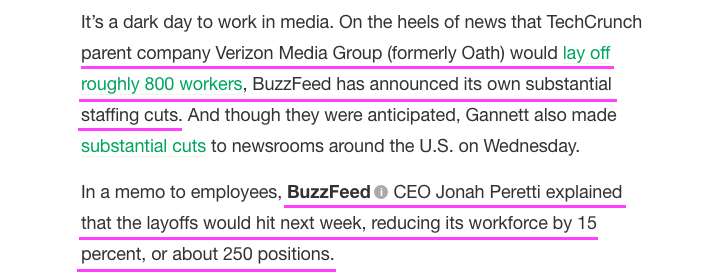 It’s a dark day to work in media. On the heels of news that TechCrunch
parent company Verizon Media Group (formerly Oath) would lay off
roughly 800 workers, BuzzFeed has announced its own substantial
staffing cuts. And though they were anticipated, Gannett also made
substantial cuts to newsrooms around the U.S. on Wednesday.
In a memo to employees, BuzzFeed i CEO Jonah Peretti explained
that the layoffs would hit next week, reducing its workforce by 15
percent, or about 250 positions.